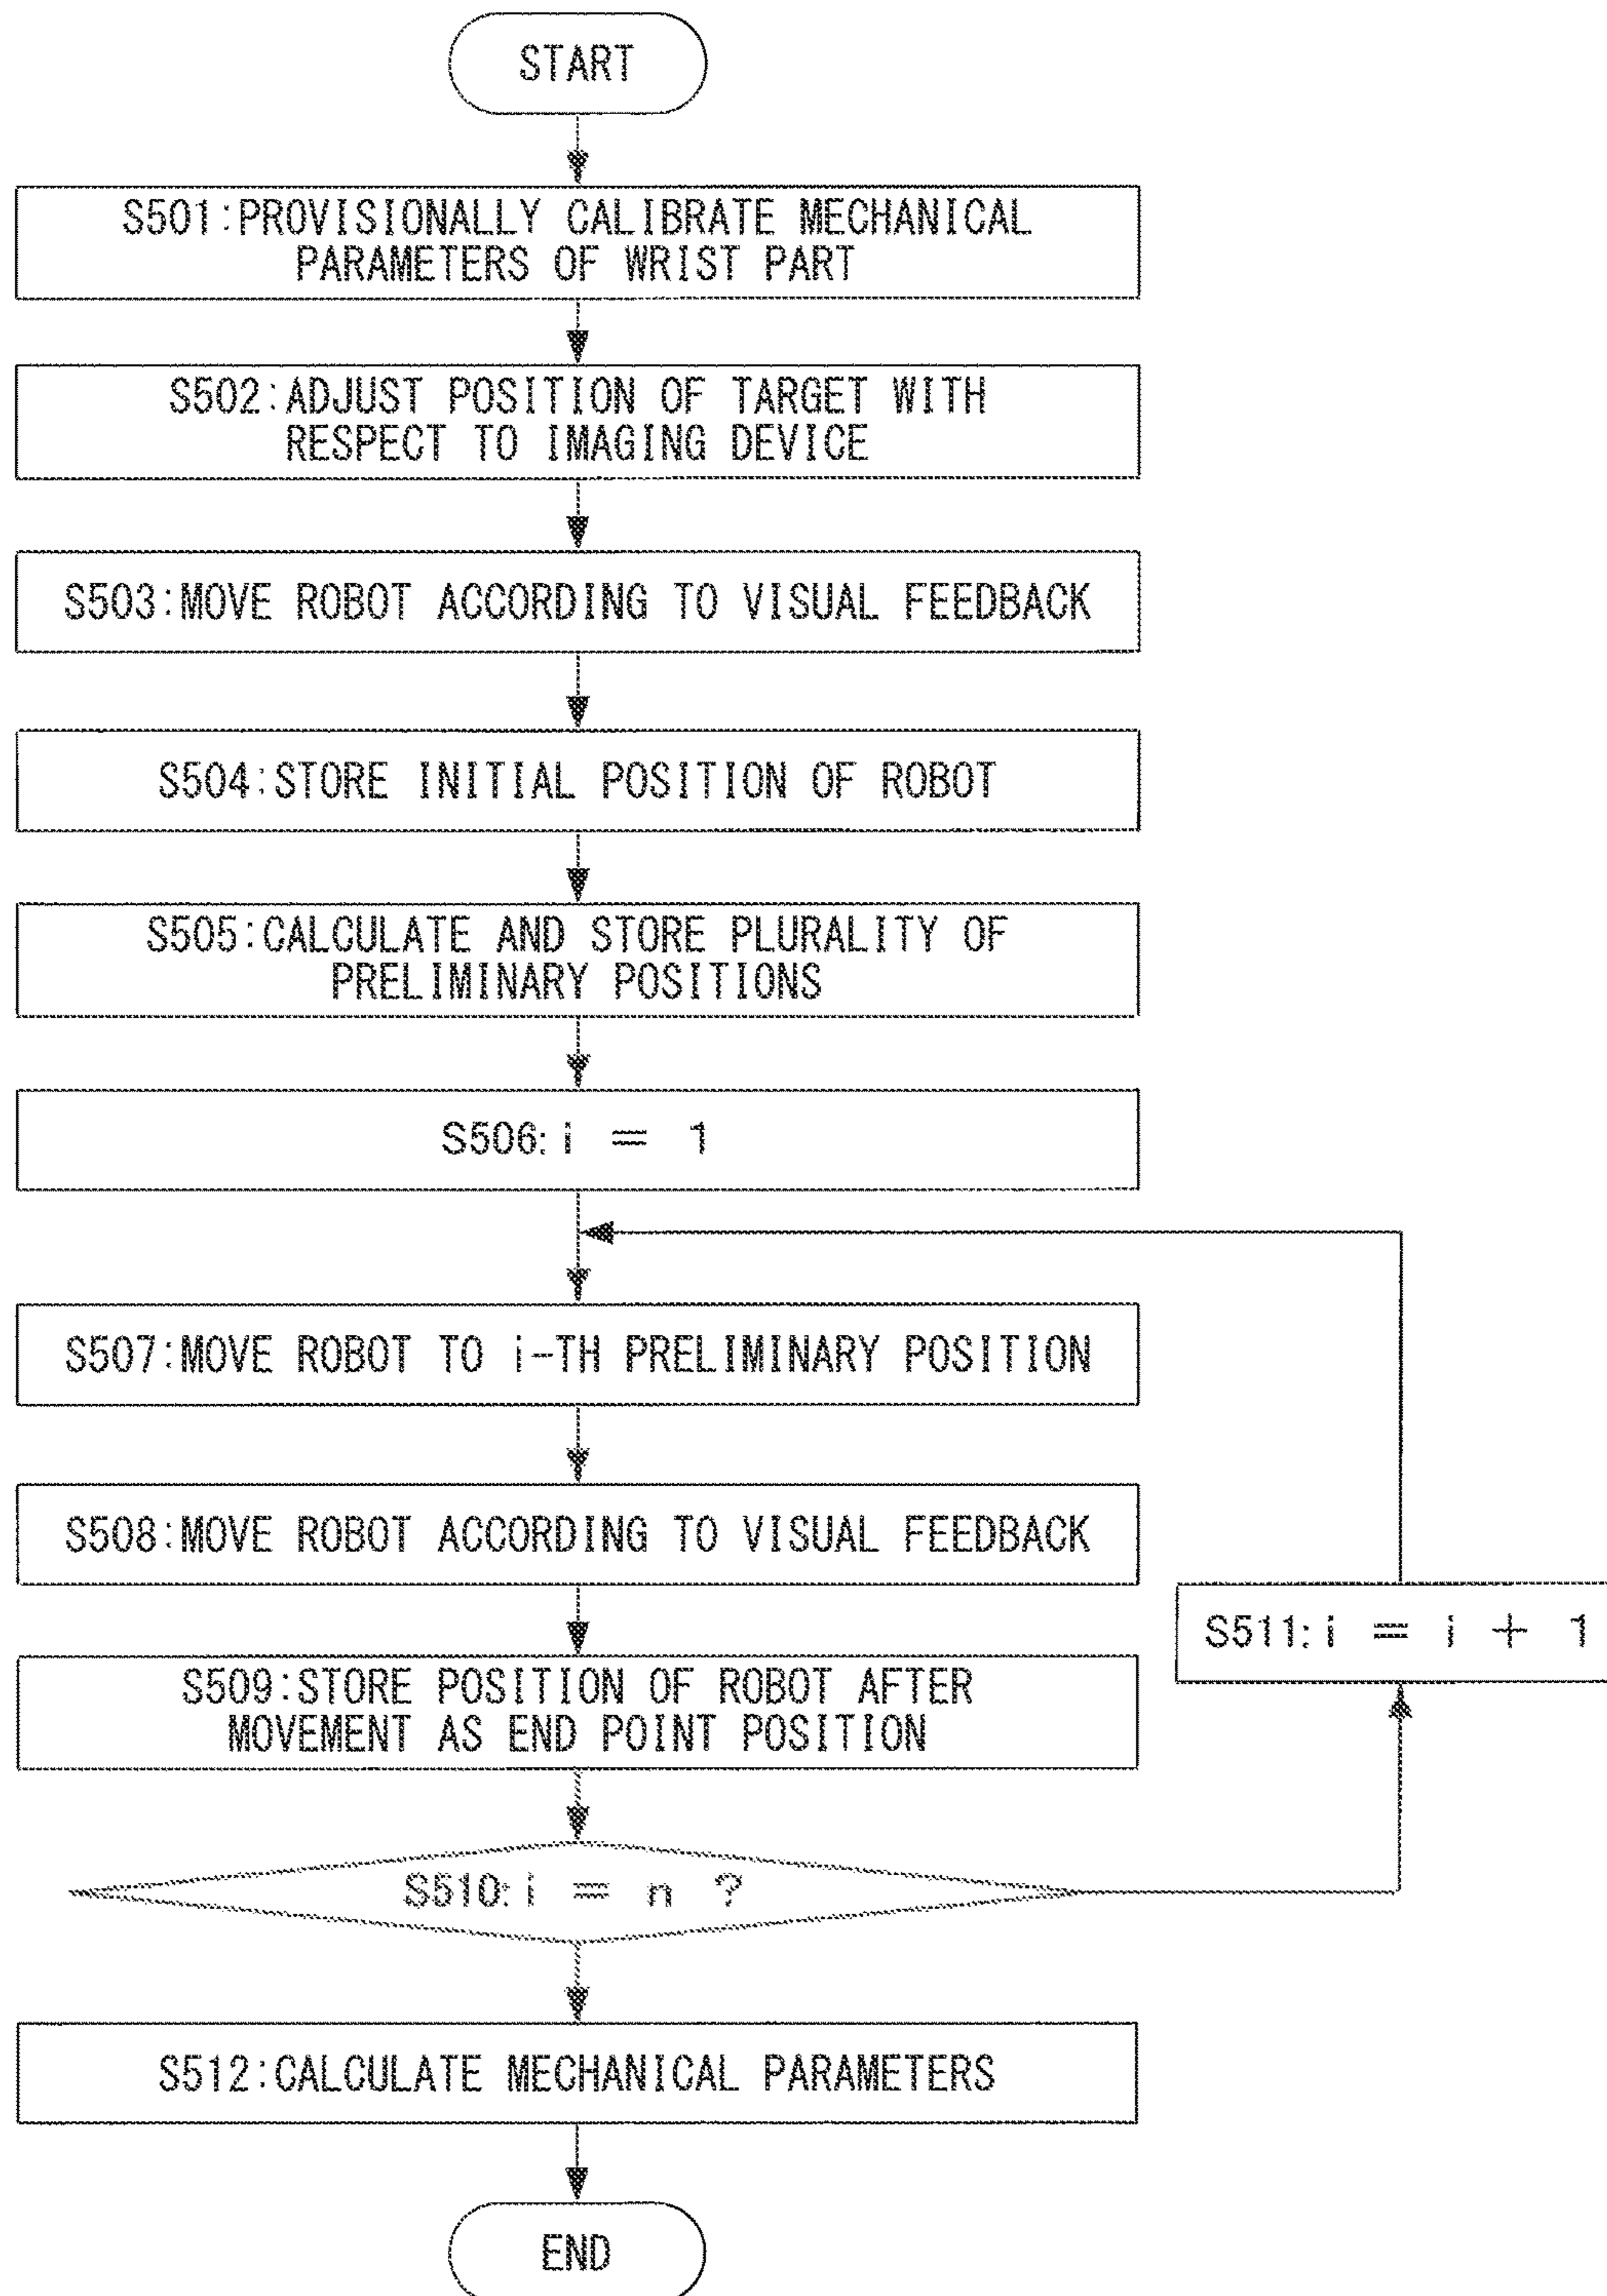 START
S501:PROVISIONALLY CALIBRATE MECHANICAL
PARAMETERS OF WRIST PART
S502:ADJUST POSITION OF TARGET WITH
RESPECT TO IMAGING DEVICE
S503:MOVE ROBOT ACCORDING TO VISUAL FEEDBACK
S504:STORE INITIAL POSITION OF ROBOT
S505:CALCULATE AND STORE PLURALITY OF
PRELIMINARY POSITIONS
S506:i = 1
S507:MOVE ROBOT TO i-TH PRELIMINARY POSITION
S508:MOVE ROBOT ACCORDING TO VISUAL FEEDBACK
S509:STORE POSITION OF ROBOT AFTER
MOVEMENT AS END POINT POSITION
S511:i = i + 1
S510:i = n ?
S512:CALCULATE MECHANICAL PARAMETERS
END